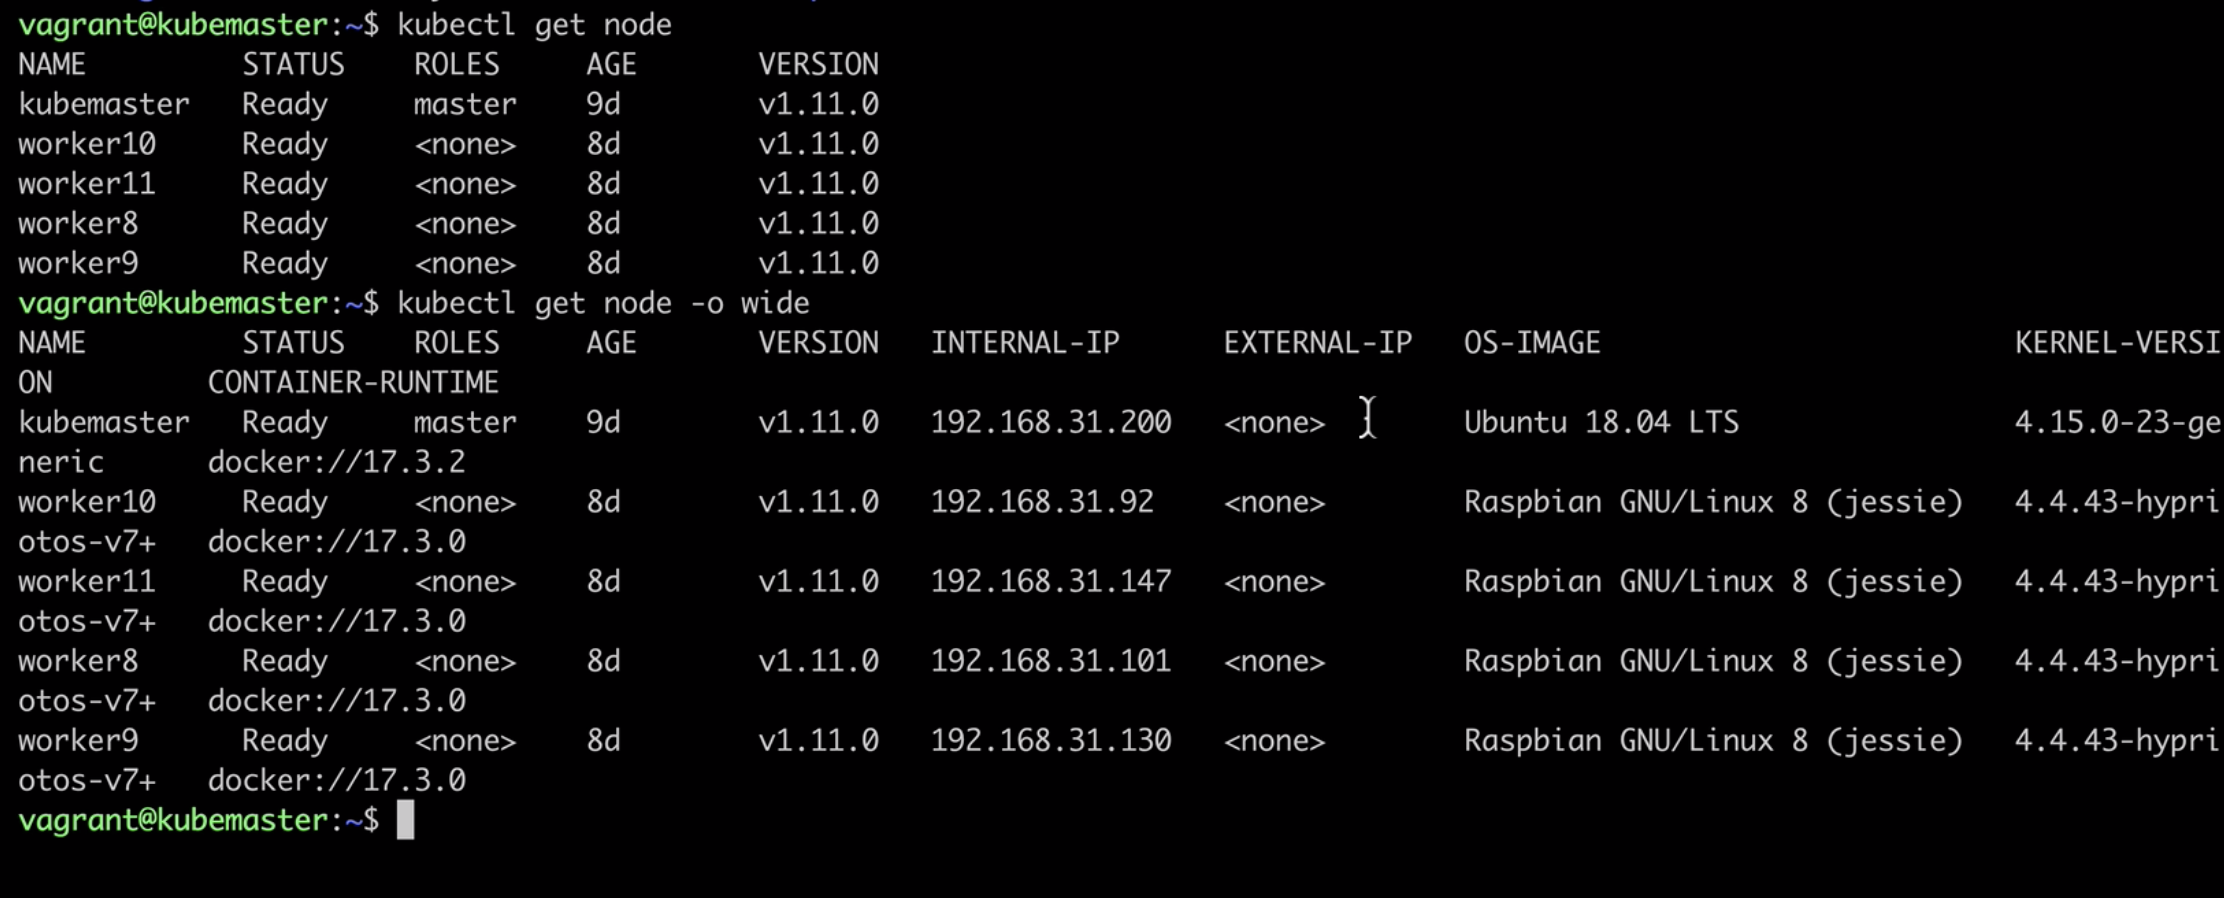 vagrant@kubemaster:~$ kubectl get node
NAME         STATUS    ROLES     AGE       VERSION
kubemaster   Ready     master    9d        v1.11.0
worker10     Ready     <none>    8d        v1.11.0
worker11     Ready     <none>    8d        v1.11.0
worker8      Ready     <none>    8d        v1.11.0
worker9      Ready     <none>    8d        v1.11.0
vagrant@kubemaster:~$ kubectl get node -o wide
NAME         STATUS    ROLES     AGE       VERSION   INTERNAL-IP      EXTERNAL-IP   OS-IMAGE                        KERNEL-VERSI
ON         CONTAINER-RUNTIME
kubemaster   Ready     master    9d        v1.11.0   192.168.31.200   <none>        Ubuntu 18.04 LTS                4.15.0-23-ge
neric      docker://17.3.2
worker10     Ready     <none>    8d        v1.11.0   192.168.31.92    <none>        Raspbian GNU/Linux 8 (jessie)   4.4.43-hypri
otos-v7+   docker://17.3.0
worker11     Ready     <none>    8d        v1.11.0   192.168.31.147   <none>        Raspbian GNU/Linux 8 (jessie)   4.4.43-hypri
otos-v7+   docker://17.3.0
worker8      Ready     <none>    8d        v1.11.0   192.168.31.101   <none>        Raspbian GNU/Linux 8 (jessie)   4.4.43-hypri
otos-v7+   docker://17.3.0
worker9      Ready     <none>    8d        v1.11.0   192.168.31.130   <none>        Raspbian GNU/Linux 8 (jessie)   4.4.43-hypri
otos-v7+   docker://17.3.0
vagrant@kubemaster:~$